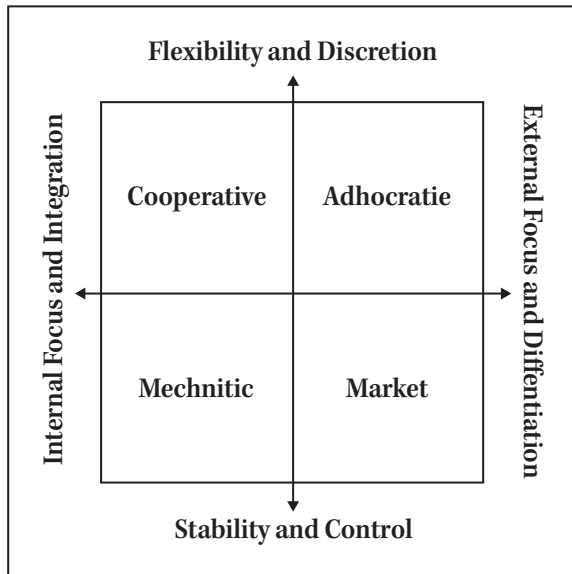 Flexibility and Discretion
Internal Focus and Integration
Cooperative
Adhocratie
External Focus and Diffentiation
Mechnitic
Market
Stability and Control